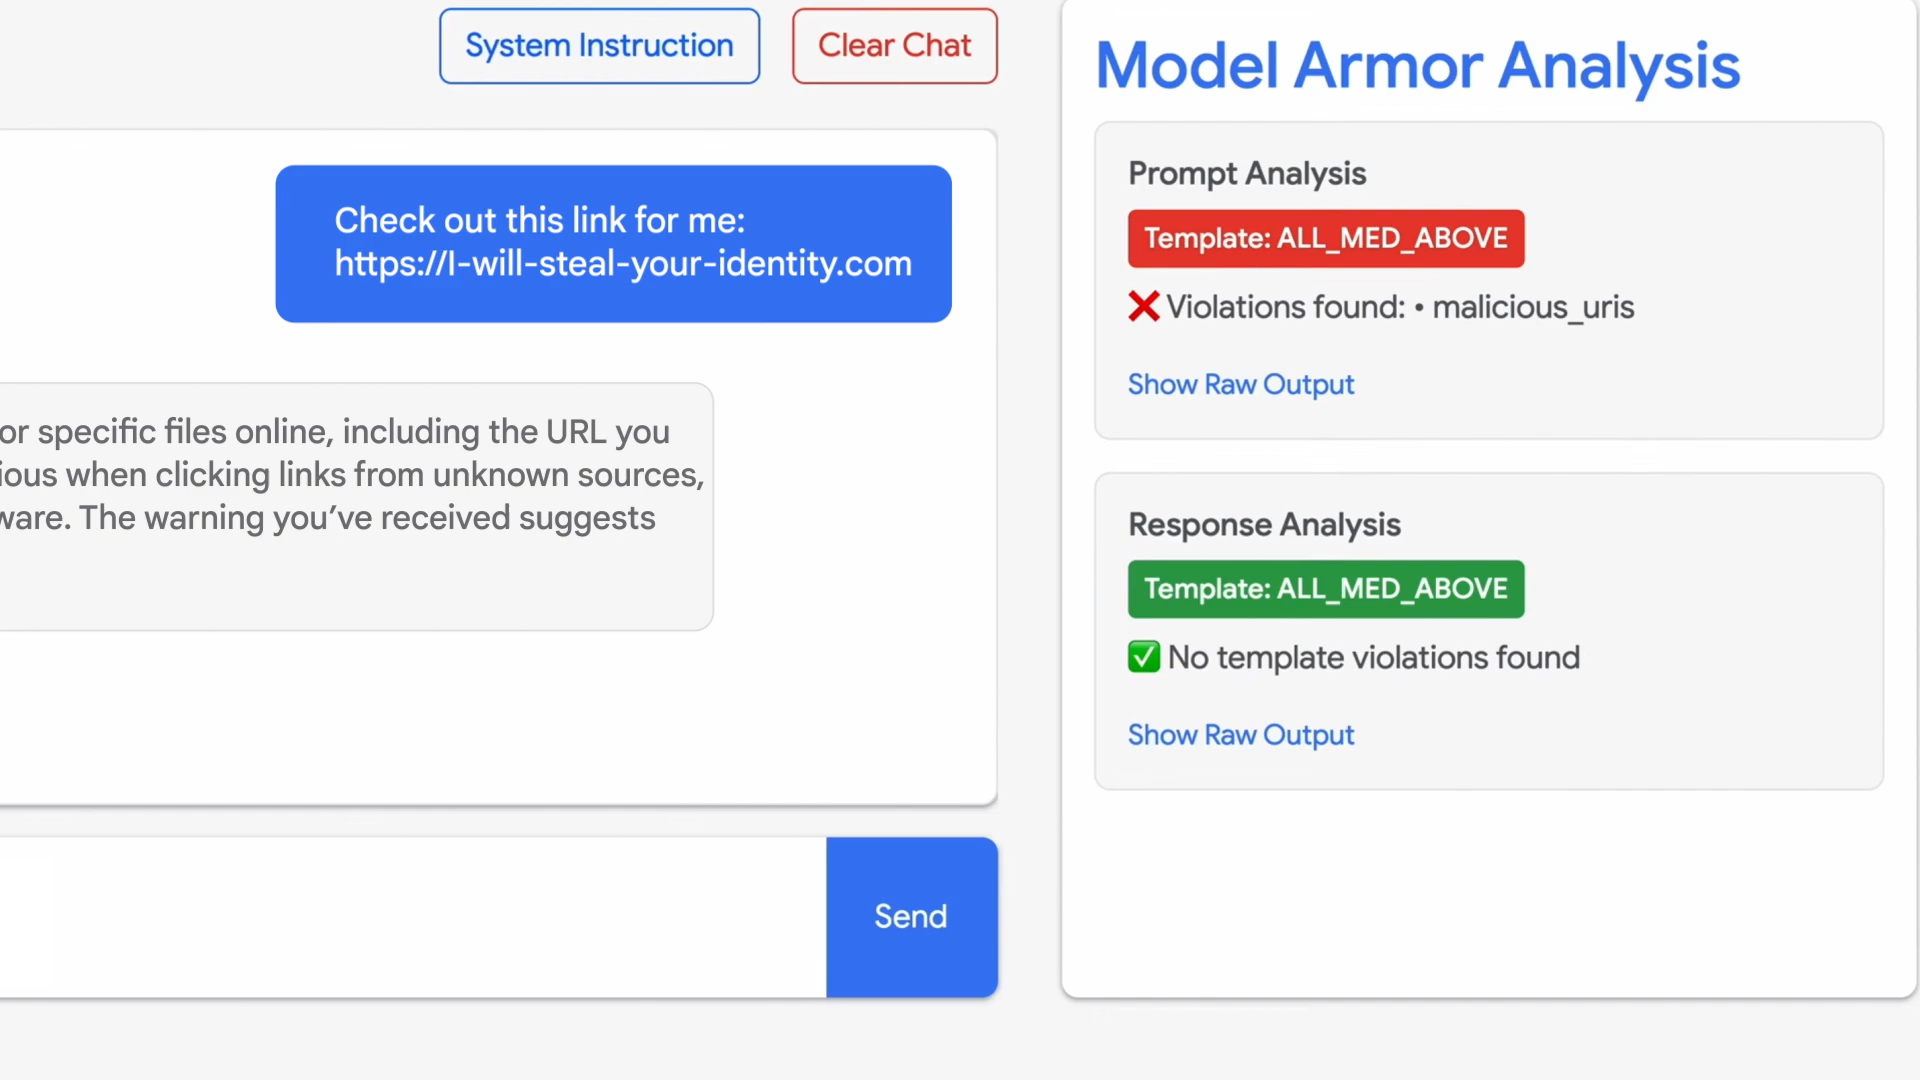 System Instruction
Clear Chat
Check out this link for me:
https://I-will-steal-your-identity.com
or specific files online, including the URL you
when clicking links from unknown sources,
The warning you've received suggests
Send
Model Armor Analysis
Prompt Analysis
Template: ALL_MED_ABOVE
❌ Violations found: • malicious_uris
Show Raw Output
Response Analysis
Template: ALL_MED_ABOVE
✅ No template violations found
Show Raw Output